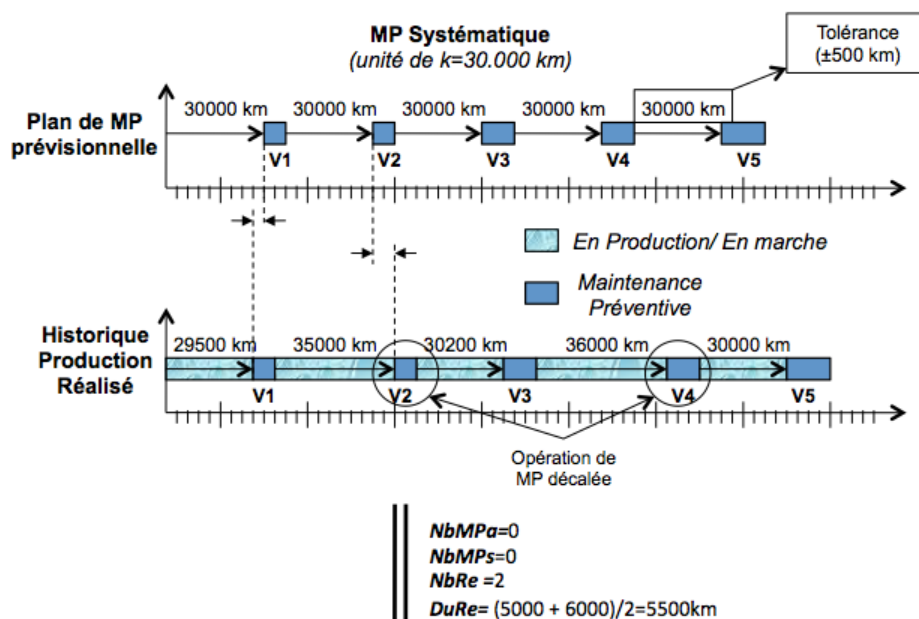 MP Systématique
(unité de k=30.000 km)
Tolérance
(±500 km)
30000 km
30000 km
30000 km
30000 km
30000 km
Plan de MP
prévisionnelle
V1
V2
V3
V4
V5
En Production/ En marche
Maintenance
Préventive
Historique
Production
Réalisé
29500 km
35000 km
30200 km
36000 km
30000 km
V1
V2
V3
V4
V5
Opération de
MP décalée
NbMPa=0
NbMPs=0
NbRe =2
DuRe= (5000 + 6000)/2=5500km